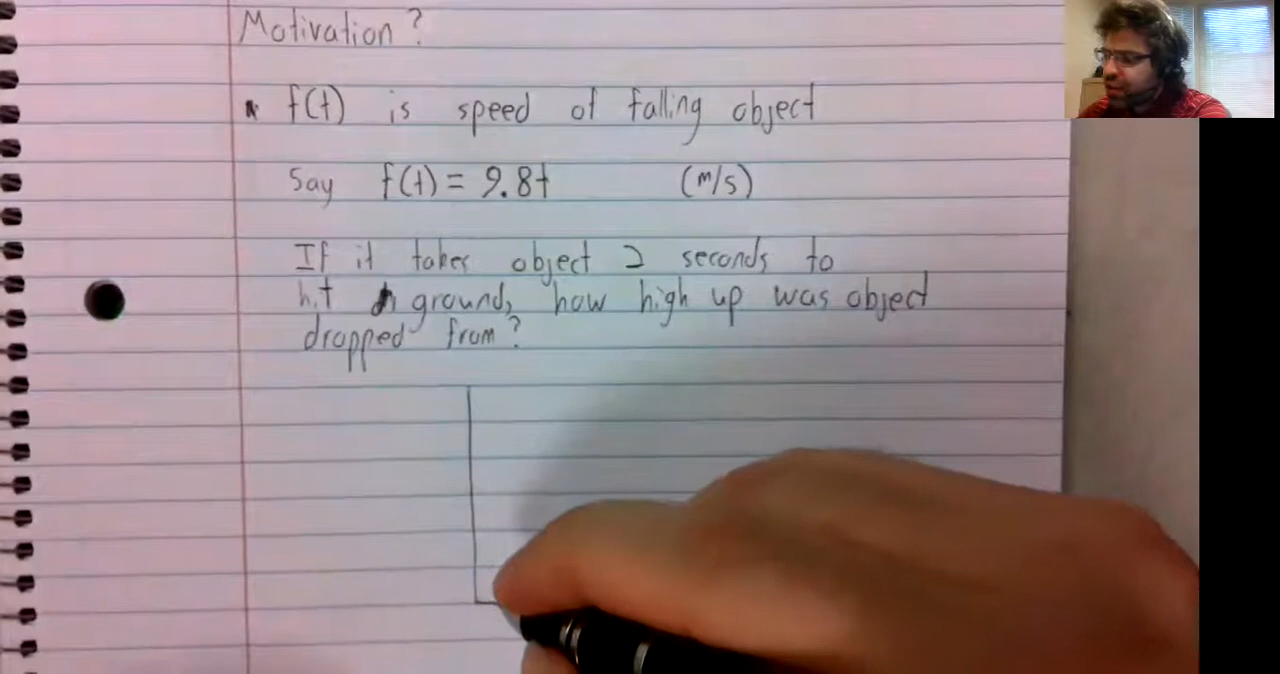 Motivation?
f(t) is speed of falling object
Say f(t) = 9.8t (m/s)
If it takes object 2 seconds to
hit ground, how high up was object
dropped from?